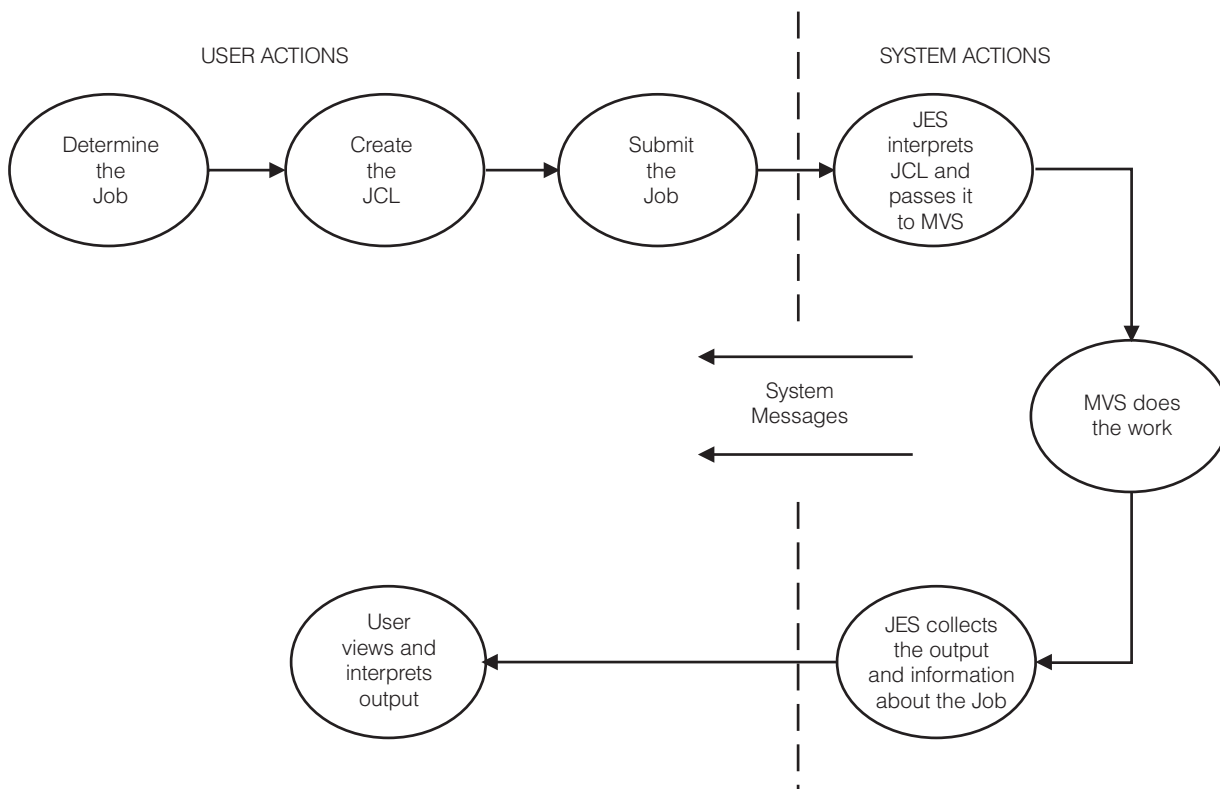 USER ACTIONS
SYSTEM ACTIONS
Determine
the
Job
Create
the
JCL
Submit
the
Job
JES
interprets
JCL and
passes it
to MVS
System
Messages
MVS does
the work
User
views and
interprets
output
JES collects
the output
and information
about the Job